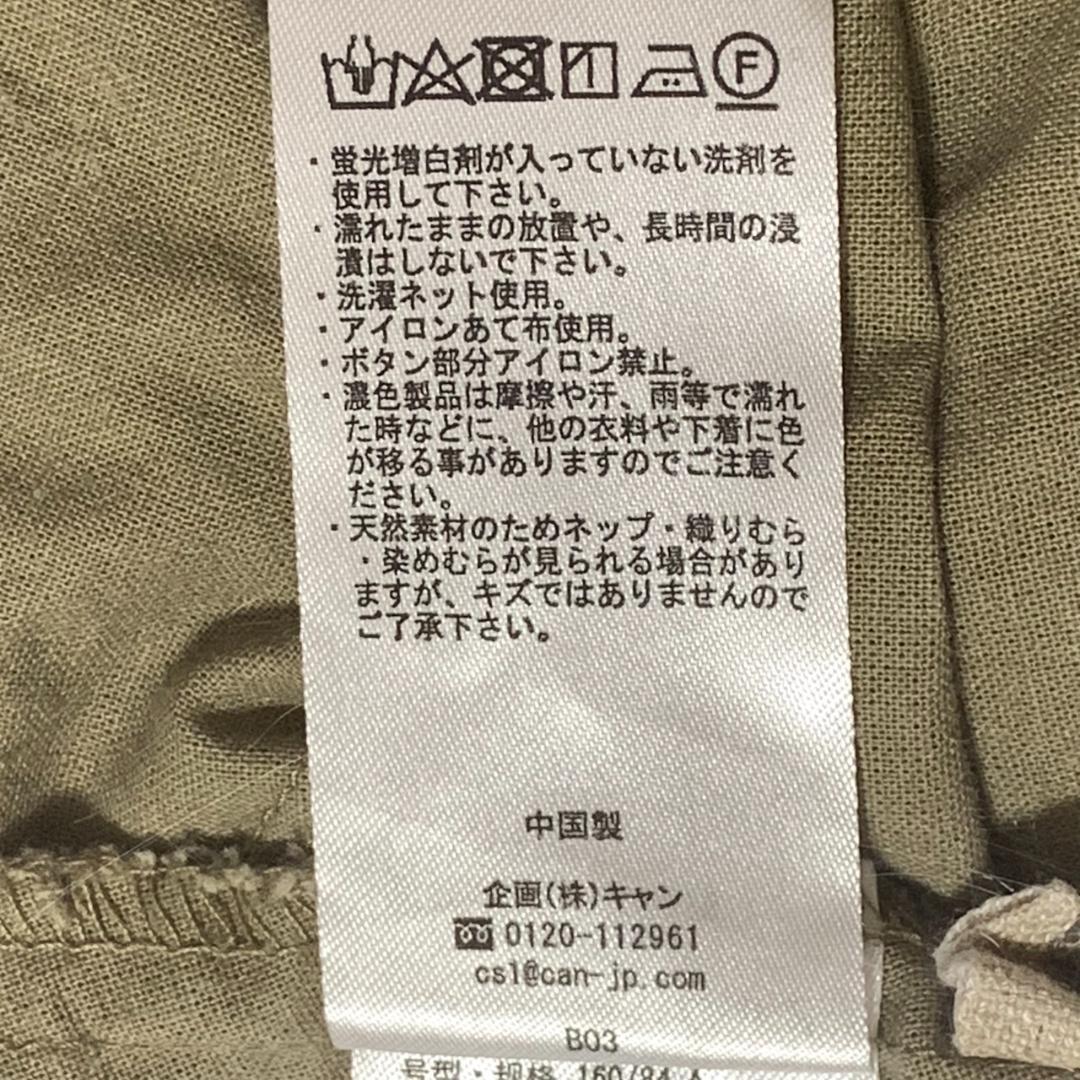 F
・蛍光増白剤が入っていない洗剤を
使用して下さい。
・濡れたままの放置や、長時間の浸
漬はしないで下さい。
・洗濯ネット使用。
・アイロンあて布使用。
・ボタン部分アイロン禁止。
・濃色製品は摩擦や汗、雨等で濡れ
た時などに、他の衣料や下着に色
が移る事がありますのでご注意く
ださい。
・天然素材のためネップ・織りむら
・染めむらが見られる場合があり
ますが、キズではありませんので
ご了承下さい。
中国製
企画(株)キャン
0120-112961
cs1@can-jp.com
B03
号型・规格 160/84 A